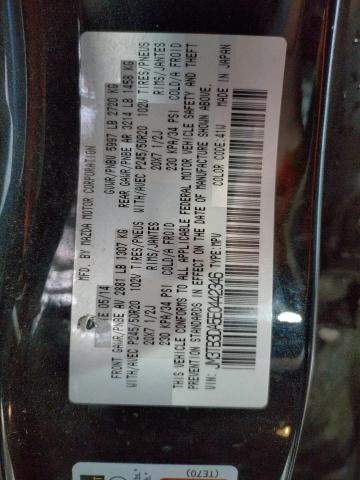 MFD. BY MAZDA MOTOR CORPORATION
05/14 GVWR/PNBV 5997 LB 2720 KG
FRONT GAWR/PNBE AV 2881 LB 1307 KG REAR GAWR/PNBE AR 3214 LB 1458 KG
WITH/AVEC P245/50R20 102V TIRES/PNEUS WITH/AVEC P245/50R20 102V TIRES/PNEUS
20X7 1/2J RIMS/JANTES 20X7 1/2J RIMS/JANTES
230 KPA/34 PSI COLD/A FROID 230 KPA/34 PSI COLD/A FROID
THIS VEHICLE CONFORMS TO ALL APPLICABLE FEDERAL MOTOR VEHICLE SAFETY AND THEFT
PREVENTION STANDARDS IN EFFECT ON THE DATE OF MANUFACTURE SHOWN ABOVE.
VIN: TYPE:MPV COLOR CODE:41W MADE IN JAPAN
(TE70)